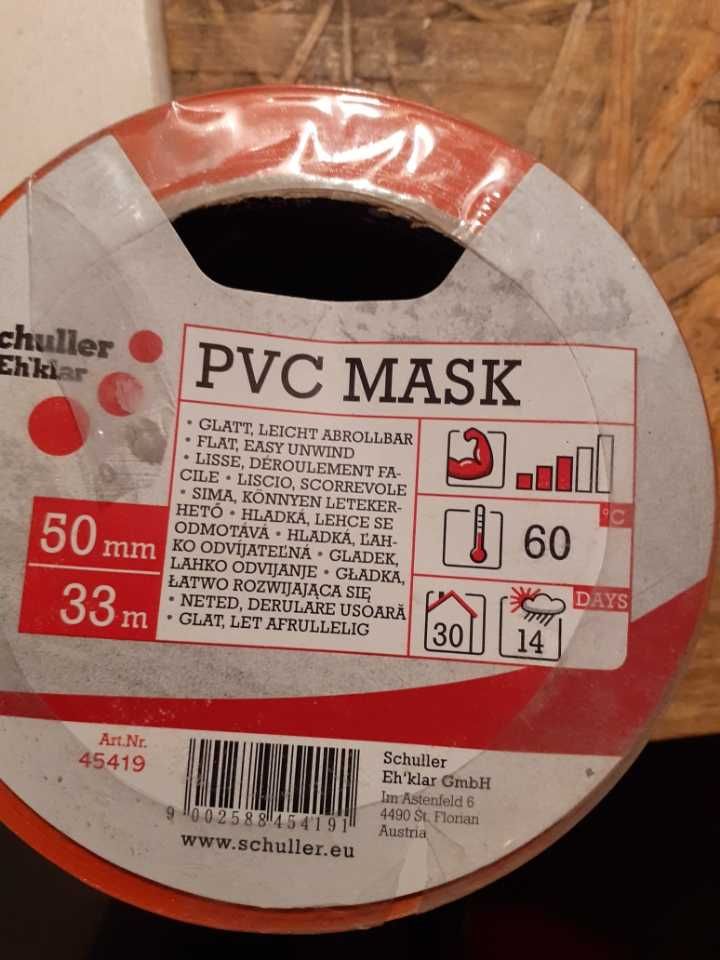 chuller
Eh'klar
PVC MASK
• GLATT, LEICHT ABROLLBAR
• FLAT, EASY UNWIND
• LISSE, DÉROULEMENT FA-
CILE • LISCIO, SCORREVOLE
• SIMA, KÖNNYEN LETEKER-
HETŐ • HLADKÁ, LEHCE SE
ODMOTÁVÁ • HLADKÁ, ĽAH-
KO ODVÍJATEĽNÁ • GLADEK,
LAHKO ODVIJANJE • GŁADKA,
ŁATWO ROZWIJAJĄCA SIĘ
• NETED, DERULARE UȘOARĂ
• GLAT, LET AFRULLELIG
50 mm
33 m
°C
60
DAYS
30
14
Art.Nr.
45419
9 002588 454191
www.schuller.eu
Schuller
Eh'klar GmbH
Im Astenfeld 6
4490 St. Florian
Austria